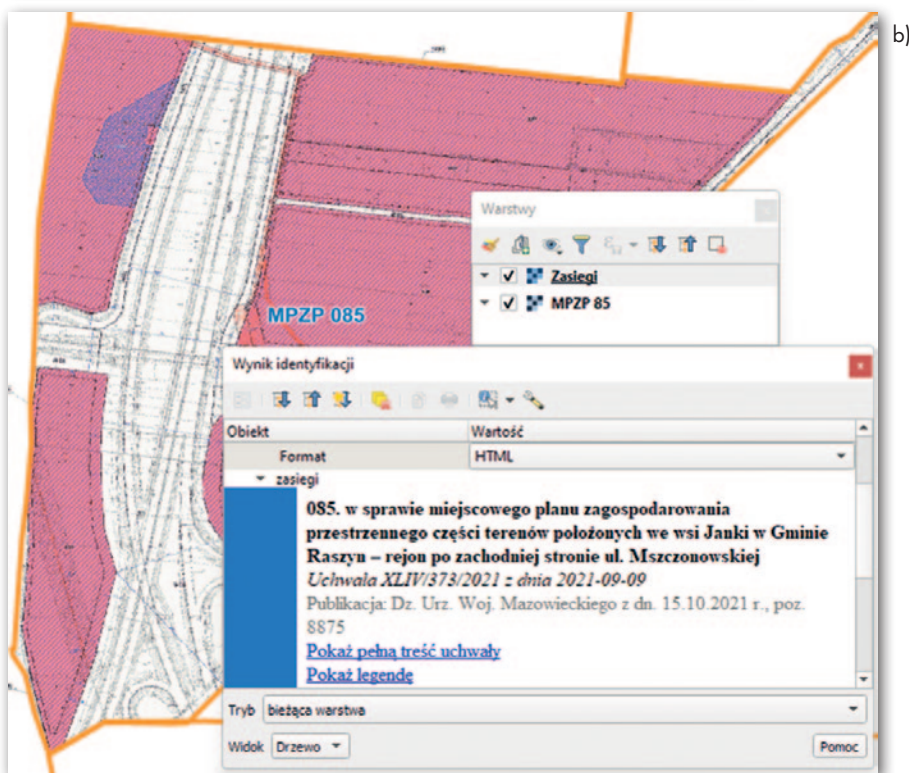 b)
MPZP 085
Warstwy
Zasiegi
MPZP 85
Wynik identyfikacji
Obiekt Wartość
Format HTML
zasiegi
085. w sprawie miejscowego planu zagospodarowania
przestrzennego części terenów położonych we wsi Janki w Gminie
Raszyn – rejon po zachodniej stronie ul. Mszczonowskiej
Uchwała XLIV/373/2021 z dnia 2021-09-09
Publikacja: Dz. Urz. Woj. Mazowieckiego z dn. 15.10.2021 r., poz.
8875
Pokaż pełną treść uchwały
Pokaż legendę
Tryb bieżąca warstwa
Widok Drzewo
Pomoc